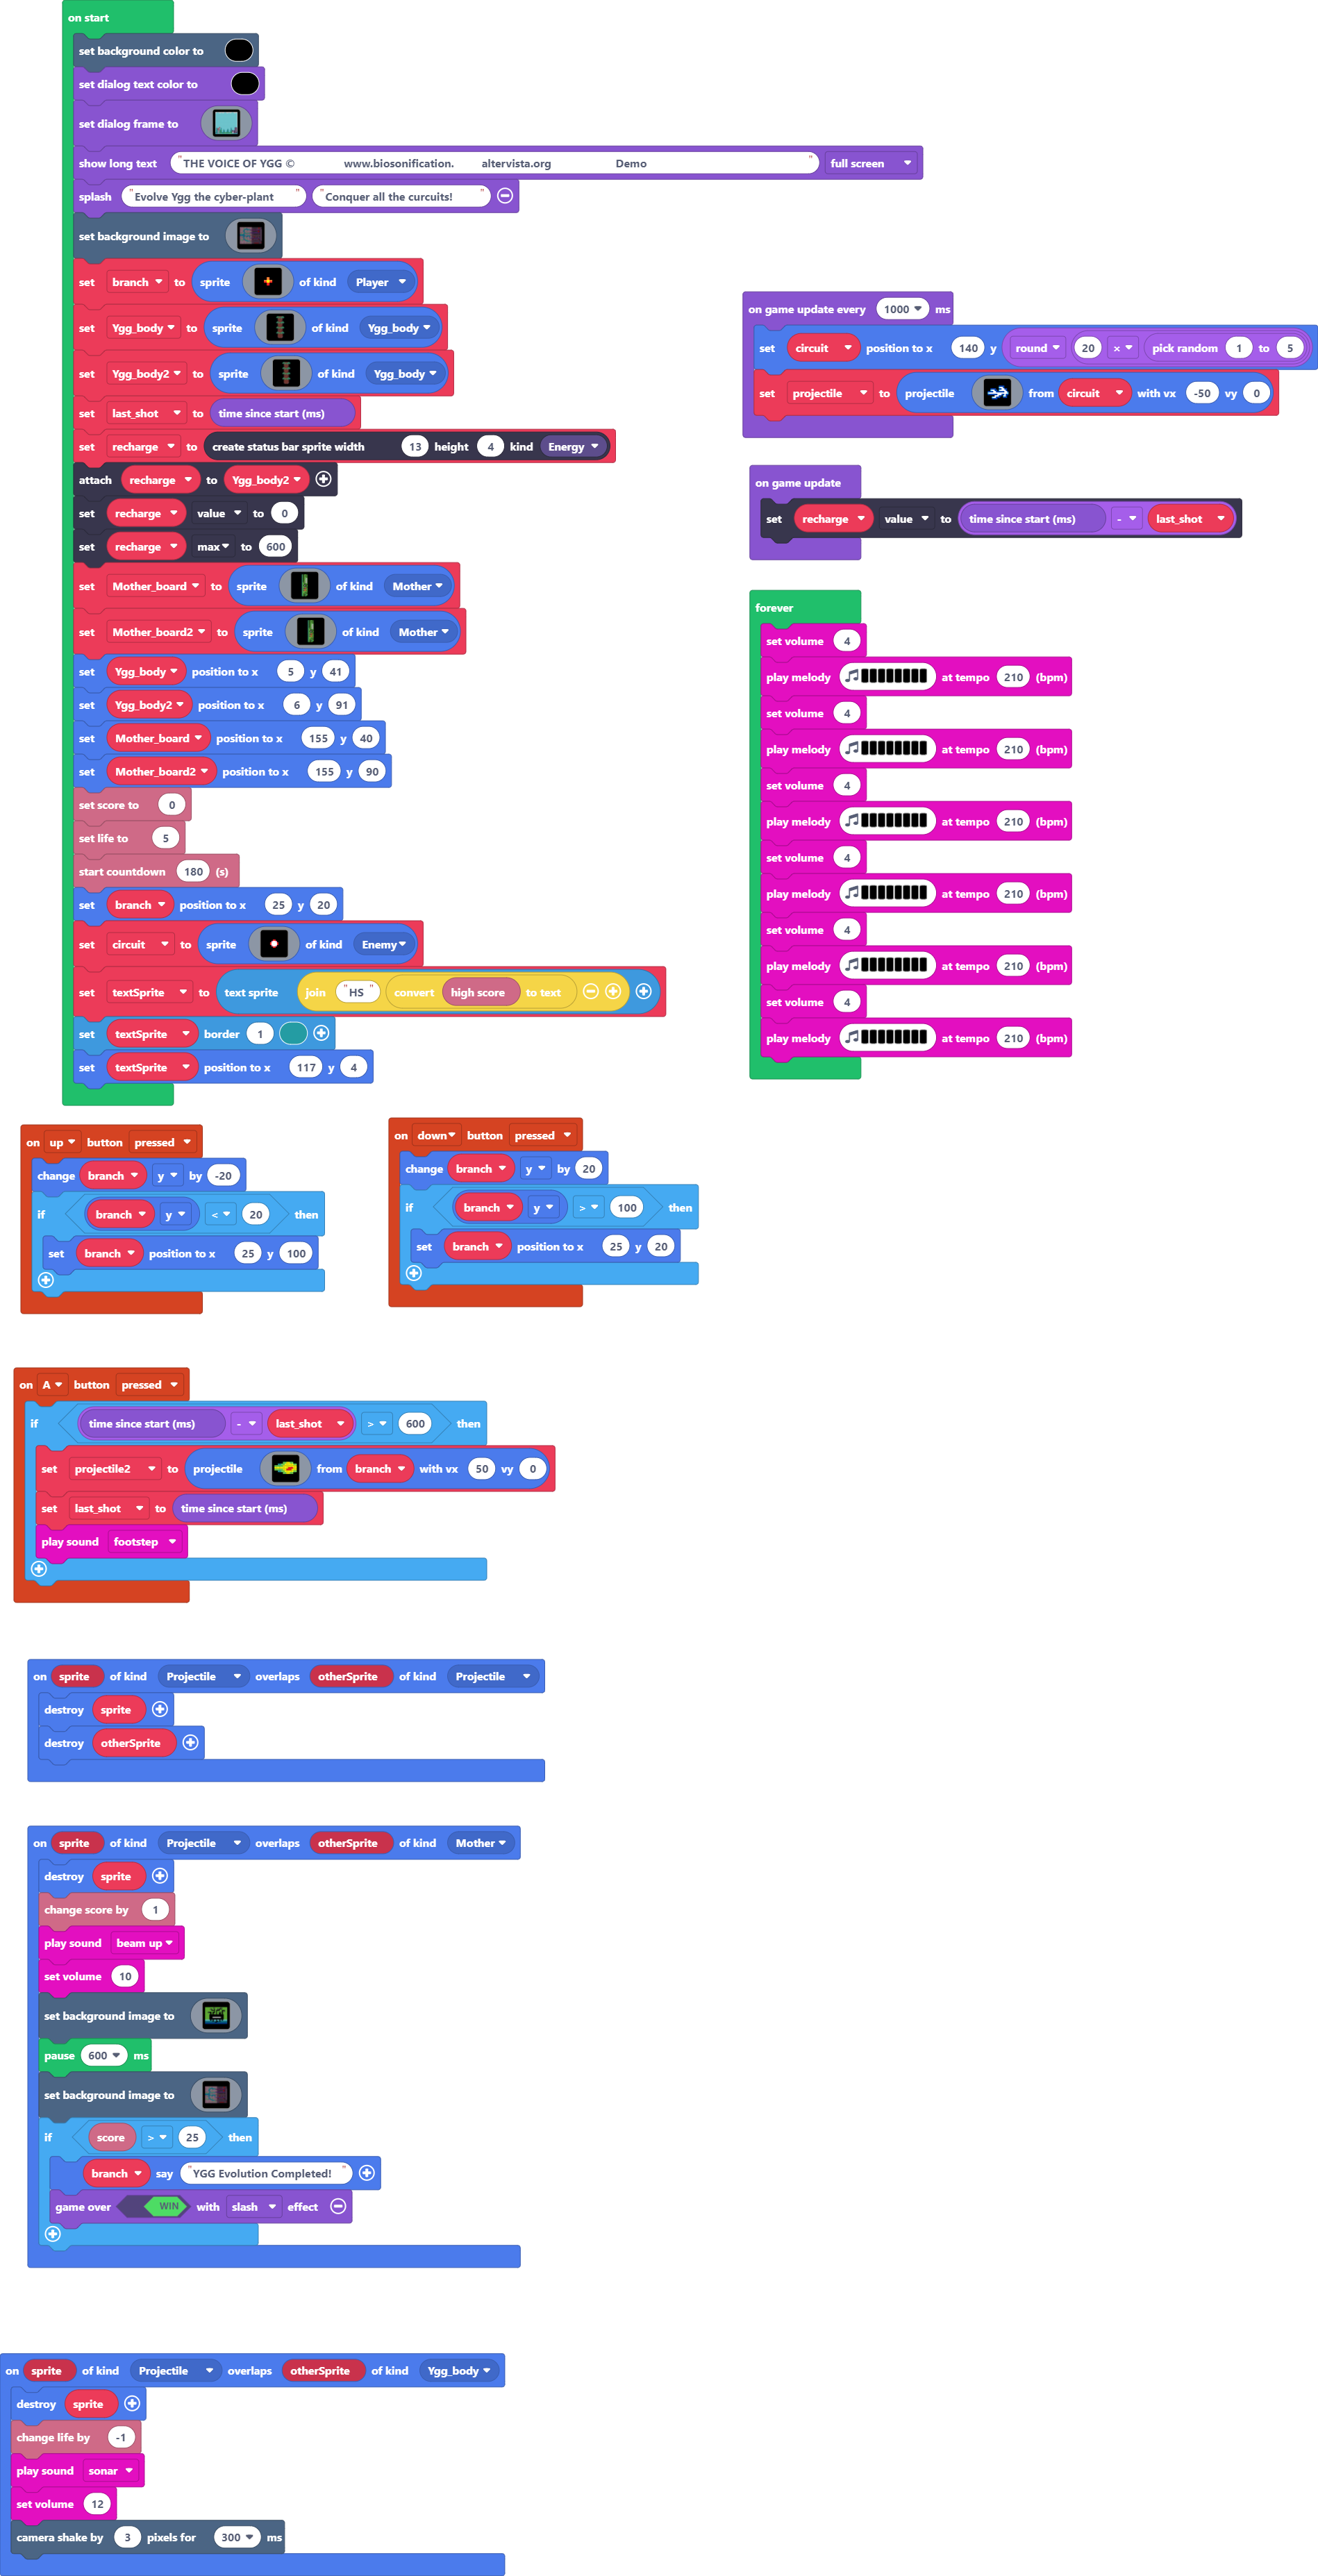 on start
set background color to
set dialog text color to
set dialog frame to
show long text "THE VOICE OF YGG © www.biosonification. altervista.org Demo " full screen
splash "Evolve Ygg the cyber-plant " "Conquer all the curcuits! "
set background image to
set branch to sprite of kind Player
set Ygg_body to sprite of kind Ygg_body
set Ygg_body2 to sprite of kind Ygg_body
set last_shot to time since start (ms)
set recharge to create status bar sprite width 13 height 4 kind Energy
attach recharge to Ygg_body2
set recharge value to 0
set recharge max to 600
set Mother_board to sprite of kind Mother
set Mother_board2 to sprite of kind Mother
set Ygg_body position to x 5 y 41
set Ygg_body2 position to x 6 y 91
set Mother_board position to x 155 y 40
set Mother_board2 position to x 155 y 90
set score to 0
set life to 5
start countdown 180 (s)
set branch position to x 25 y 20
set circuit to sprite of kind Enemy
set textSprite to text sprite join "HS " convert high score to text
set textSprite border 1
set textSprite position to x 117 y 4
on game update every 1000 ms
set circuit position to x 140 y round 20 × pick random 1 to 5
set projectile to projectile from circuit with vx -50 vy 0
on game update
set recharge value to time since start (ms) - last_shot
forever
set volume 4
play melody at tempo 210 (bpm)
set volume 4
play melody at tempo 210 (bpm)
set volume 4
play melody at tempo 210 (bpm)
set volume 4
play melody at tempo 210 (bpm)
set volume 4
play melody at tempo 210 (bpm)
set volume 4
play melody at tempo 210 (bpm)
on up button pressed
change branch y by -20
if branch y < 20 then
set branch position to x 25 y 100
on down button pressed
change branch y by 20
if branch y > 100 then
set branch position to x 25 y 20
on A button pressed
if time since start (ms) - last_shot > 600 then
set projectile2 to projectile from branch with vx 50 vy 0
set last_shot to time since start (ms)
play sound footstep
on sprite of kind Projectile overlaps otherSprite of kind Projectile
destroy sprite
destroy otherSprite
on sprite of kind Projectile overlaps otherSprite of kind Mother
destroy sprite
change score by 1
play sound beam up
set volume 10
set background image to
pause 600 ms
set background image to
if score > 25 then
branch say "YGG Evolution Completed! "
game over WIN with slash effect
on sprite of kind Projectile overlaps otherSprite of kind Ygg_body
destroy sprite
change life by -1
play sound sonar
set volume 12
camera shake by 3 pixels for 300 ms